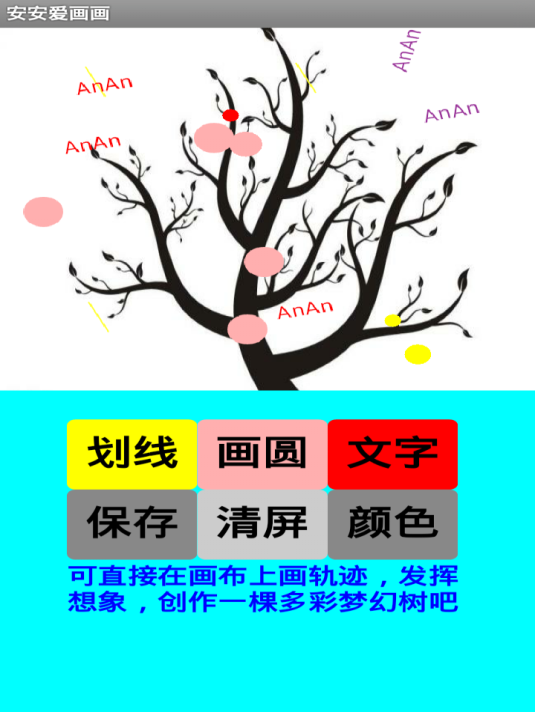 安安爱画画
AnAn
AnAn
AnAn
AnAn
AnAn
划线 画圆 文字
保存 清屏 颜色
可直接在画布上画轨迹，发挥
想象，创作一棵多彩梦幻树吧